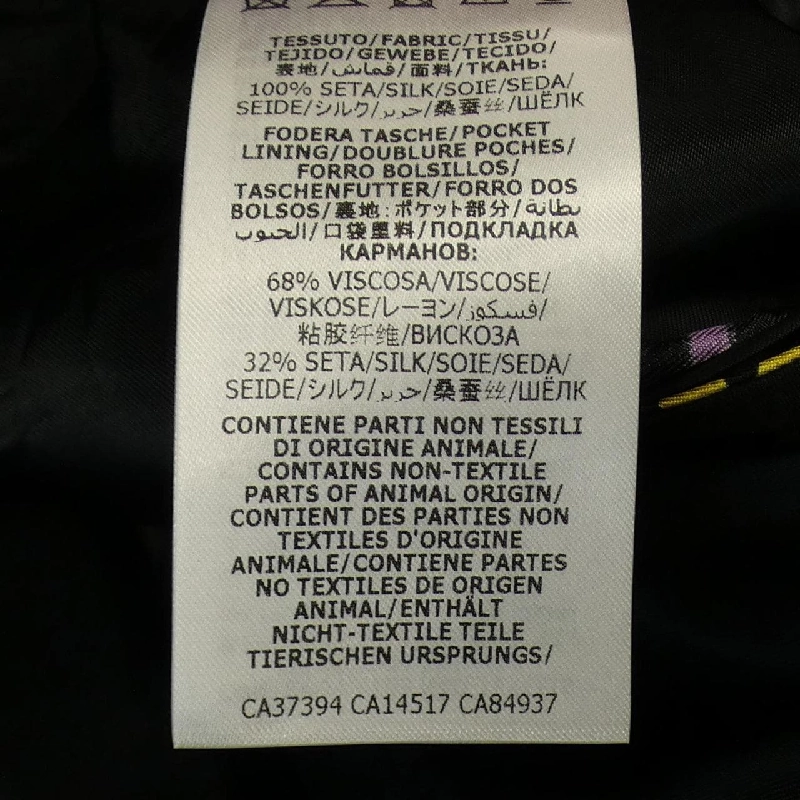 TESSUTO/FABRIC/TISSU/
TEJIDO/GEWEBE/TECIDO/
表地/قماش/面料/ТКАНЬ:
100% SETA/SILK/SOIE/SEDA/
SEIDE/シルク/حرير/桑蚕丝/ШЁЛК
FODERA TASCHE/POCKET
LINING/DOUBLURE POCHES/
FORRO BOLSILLOS/
TASCHENFUTTER/FORRO DOS
BOLSOS/裏地:ポケット部分/بطانة
الجيوب/口袋里料/ПОДКЛАДКА
КАРМАНОВ:
68% VISCOSA/VISCOSE/
VISKOSE/レーヨン/فسكوز/
粘胶纤维/ВИСКОЗА
32% SETA/SILK/SOIE/SEDA/
SEIDE/シルク/حرير/桑蚕丝/ШЁЛК
CONTIENE PARTI NON TESSILI
DI ORIGINE ANIMALE/
CONTAINS NON-TEXTILE
PARTS OF ANIMAL ORIGIN/
CONTIENT DES PARTIES NON
TEXTILES D'ORIGINE
ANIMALE/CONTIENE PARTES
NO TEXTILES DE ORIGEN
ANIMAL/ENTHÄLT
NICHT-TEXTILE TEILE
TIERISCHEN URSPRUNGS/
CA37394 CA14517 CA84937